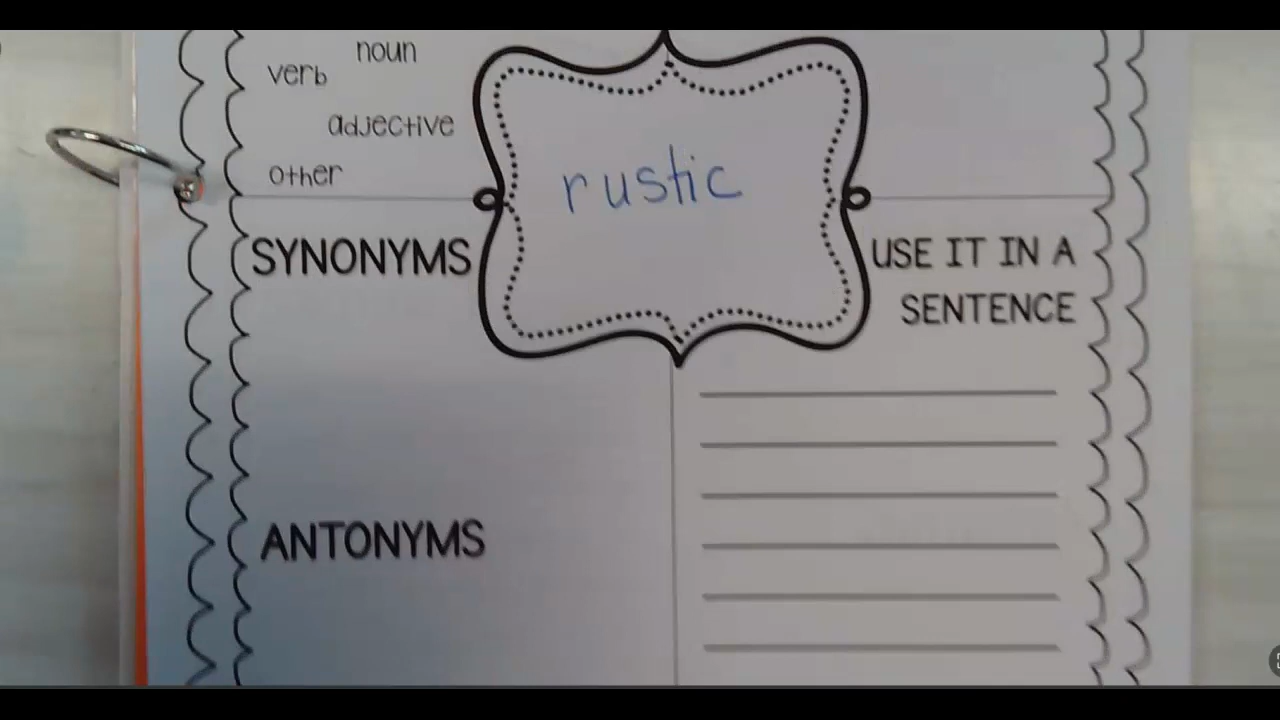 noun
verb
adjective
other
rustic
SYNONYMS
USE IT IN A
SENTENCE
ANTONYMS